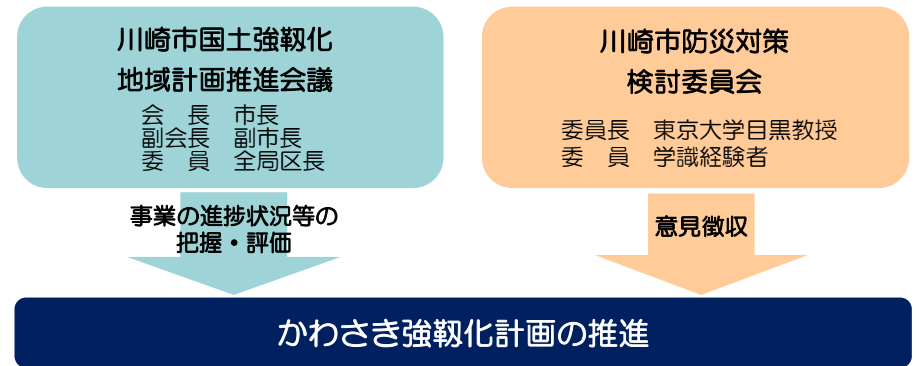 川崎市国土強靱化
地域計画推進会議
会　長　市長
副会長　副市長
委　員　全局区長
事業の進捗状況等の
把握・評価
川崎市防災対策
検討委員会
委員長　東京大学目黒教授
委　員　学識経験者
意見徴収
かわさき強靱化計画の推進